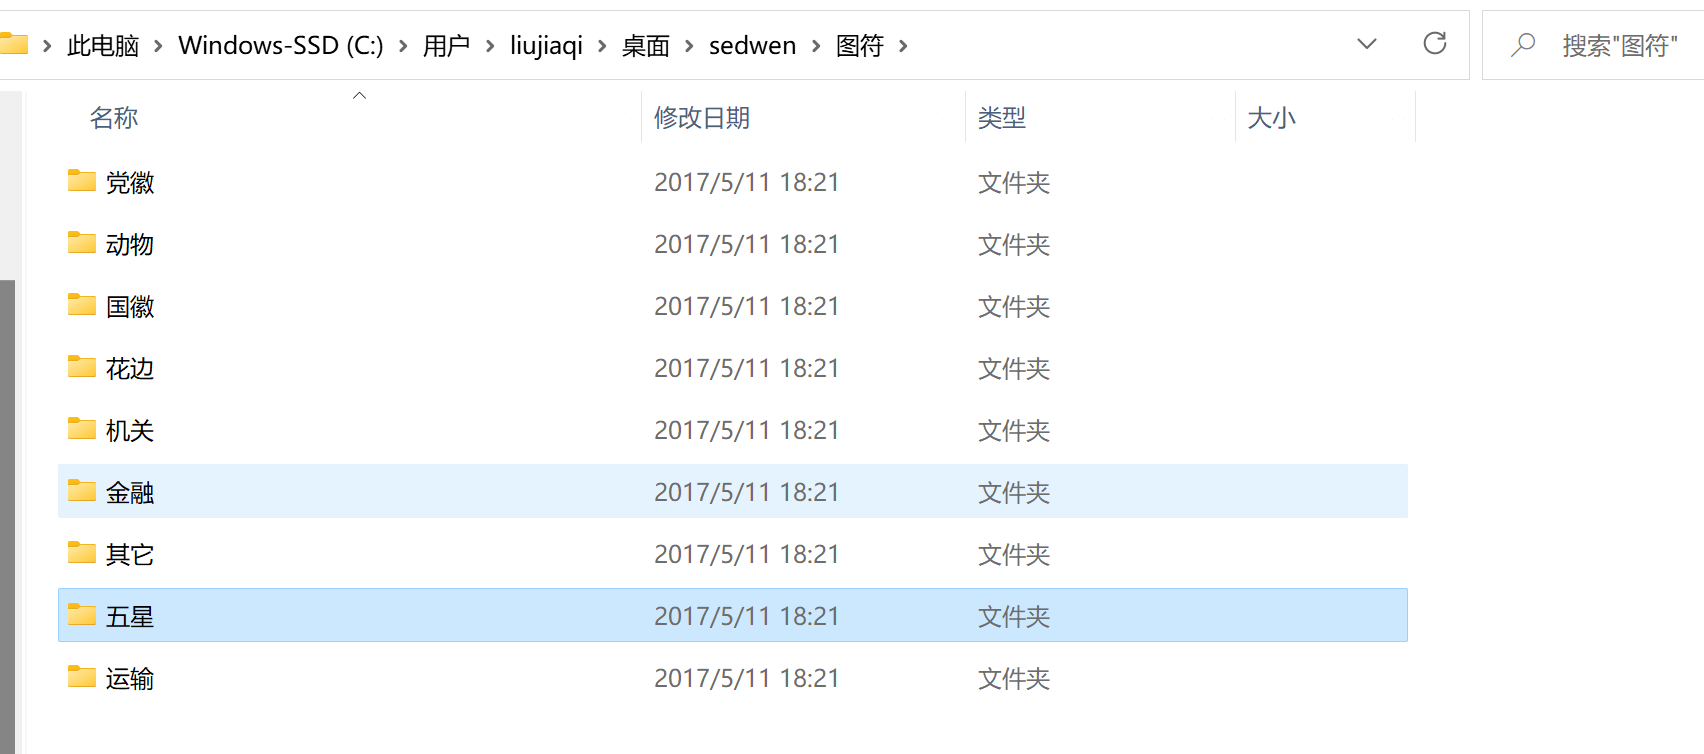 此电脑 > Windows-SSD (C:) > 用户 > liujiaqi > 桌面 > sedwen > 图符 >
搜索"图符"
名称 修改日期 类型 大小
党徽 2017/5/11 18:21 文件夹
动物 2017/5/11 18:21 文件夹
国徽 2017/5/11 18:21 文件夹
花边 2017/5/11 18:21 文件夹
机关 2017/5/11 18:21 文件夹
金融 2017/5/11 18:21 文件夹
其它 2017/5/11 18:21 文件夹
五星 2017/5/11 18:21 文件夹
运输 2017/5/11 18:21 文件夹